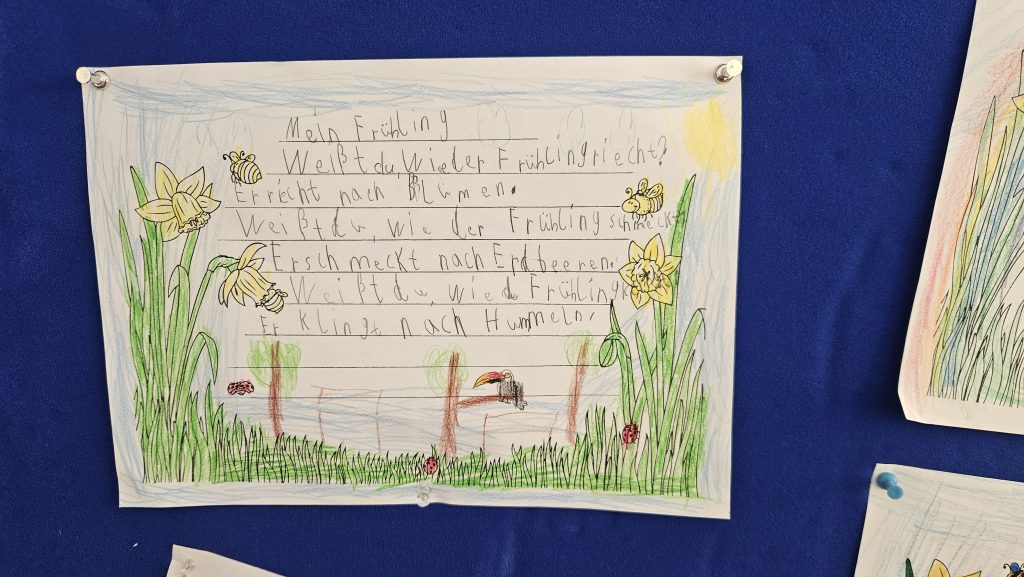 Mein Frühling
Weißt du, wie der Frühling riecht?
Er riecht nach Blumen.
Weißt du, wie der Frühling schmeckt
Er schmeckt nach Erdbeeren.
Weißt du, wie d Frühling
Er klingt nach Hummeln.